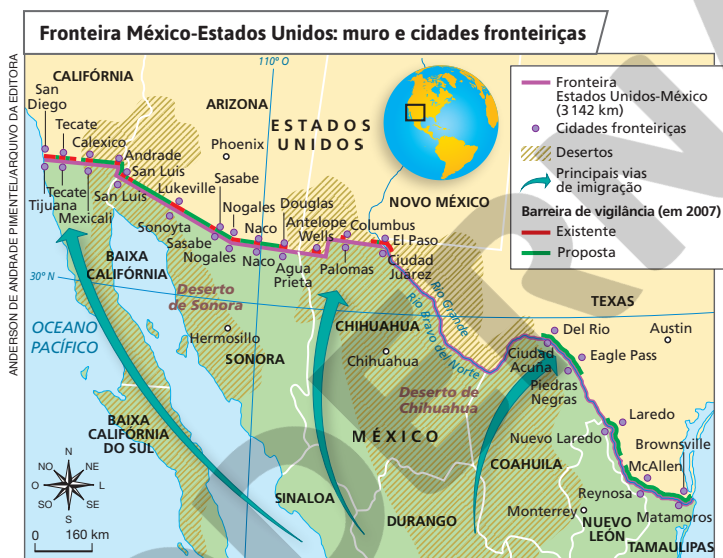 Fronteira México-Estados Unidos: muro e cidades fronteiriças
ANDERSON DE ANDRADE PIMENTEL/ARQUIVO DA EDITORA
110º O
CALIFÓRNIA
San
Diego
Tecate
Calexico
Andrade
San Luis
ARIZONA
Phoenix
ESTADOS
UNIDOS
Lukeville
Sasabe
Nogales
Naco
Douglas
Antelope
Wells
Columbus
El Paso
NOVO MÉXICO
Tecate
Tijuana
Mexicali
San Luis
Sonoyta
Sasabe
Nogales
Naco
Agua
Prieta
Palomas
Ciudad
Juárez
30º N
BAIXA
CALIFÓRNIA
Deserto
de Sonora
Hermosillo
SONORA
OCEANO
PACÍFICO
CHIHUAHUA
Chihuahua
Rio Grande
Rio Bravo del Norte
Deserto de
Chihuahua
TEXAS
Austin
Del Rio
Ciudad
Acuña
Eagle Pass
Piedras
Negras
Laredo
Nuevo Laredo
Brownsville
McAllen
Reynosa
Matamoros
BAIXA
CALIFÓRNIA
DO SUL
MÉXICO
COAHUILA
SINALOA
DURANGO
Monterrey
NUEVO
LEÓN
TAMAULIPAS
N
NO
NE
O
L
SO
SE
S
0
160 km
Fronteira
Estados Unidos-México
(3 142 km)
Cidades fronteiriças
Desertos
Principais vias
de imigração
Barreira de vigilância (em 2007)
Existente
Proposta